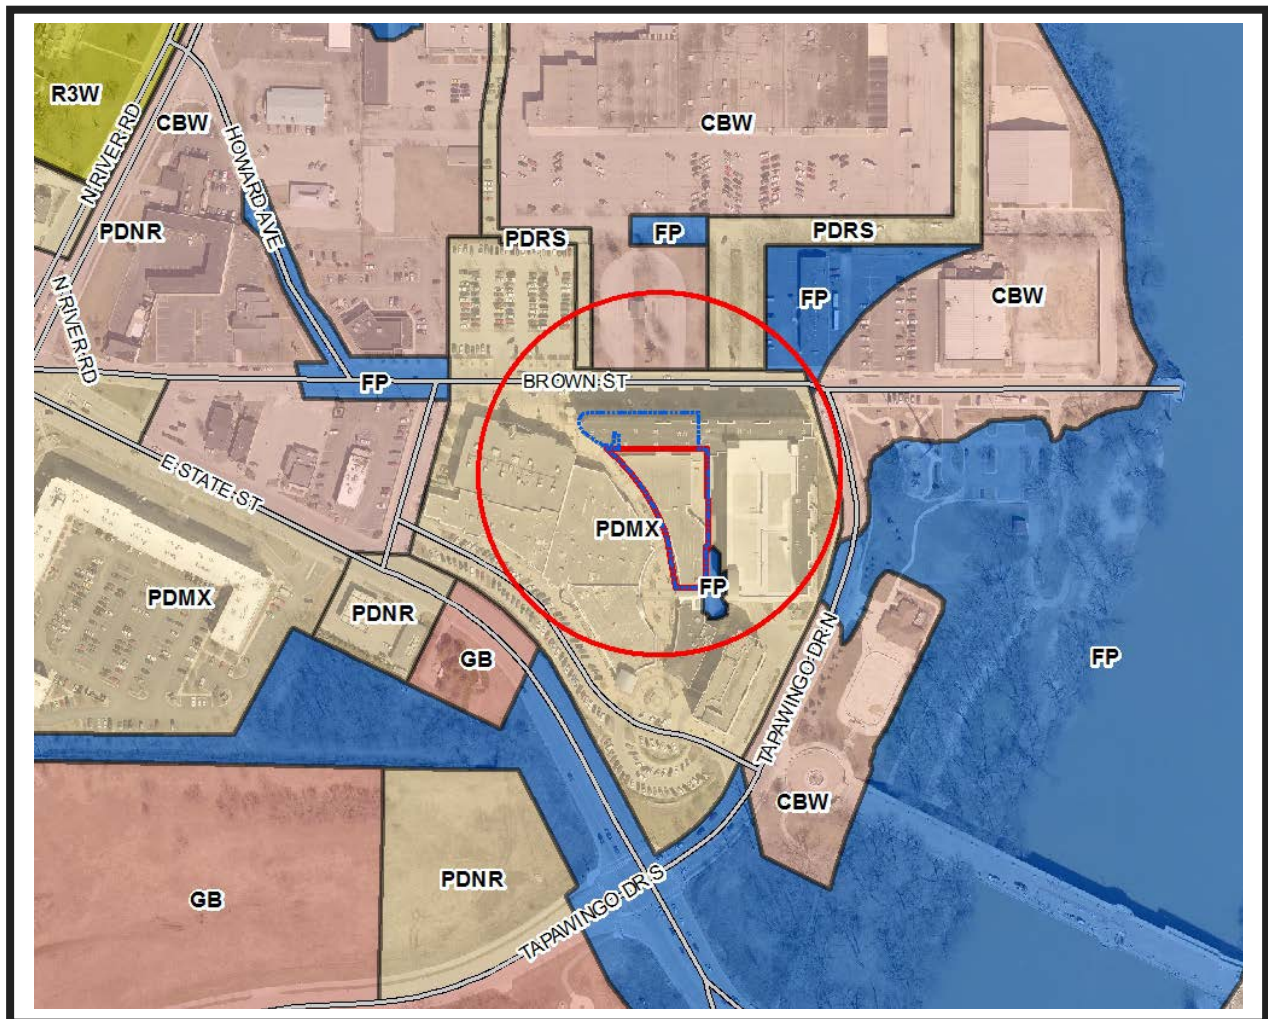 R3W
N RIVER RD
CBW
HOWARD AVE
CBW
PDNR
PDRS
FP
PDRS
N RIVER RD
FP
CBW
FP
BROWN ST
E STATE ST
PDMX
PDMX
PDNR
FP
GB
FP
TAPAWINGO DR N
CBW
GB
PDNR
TAPAWINGO DR S